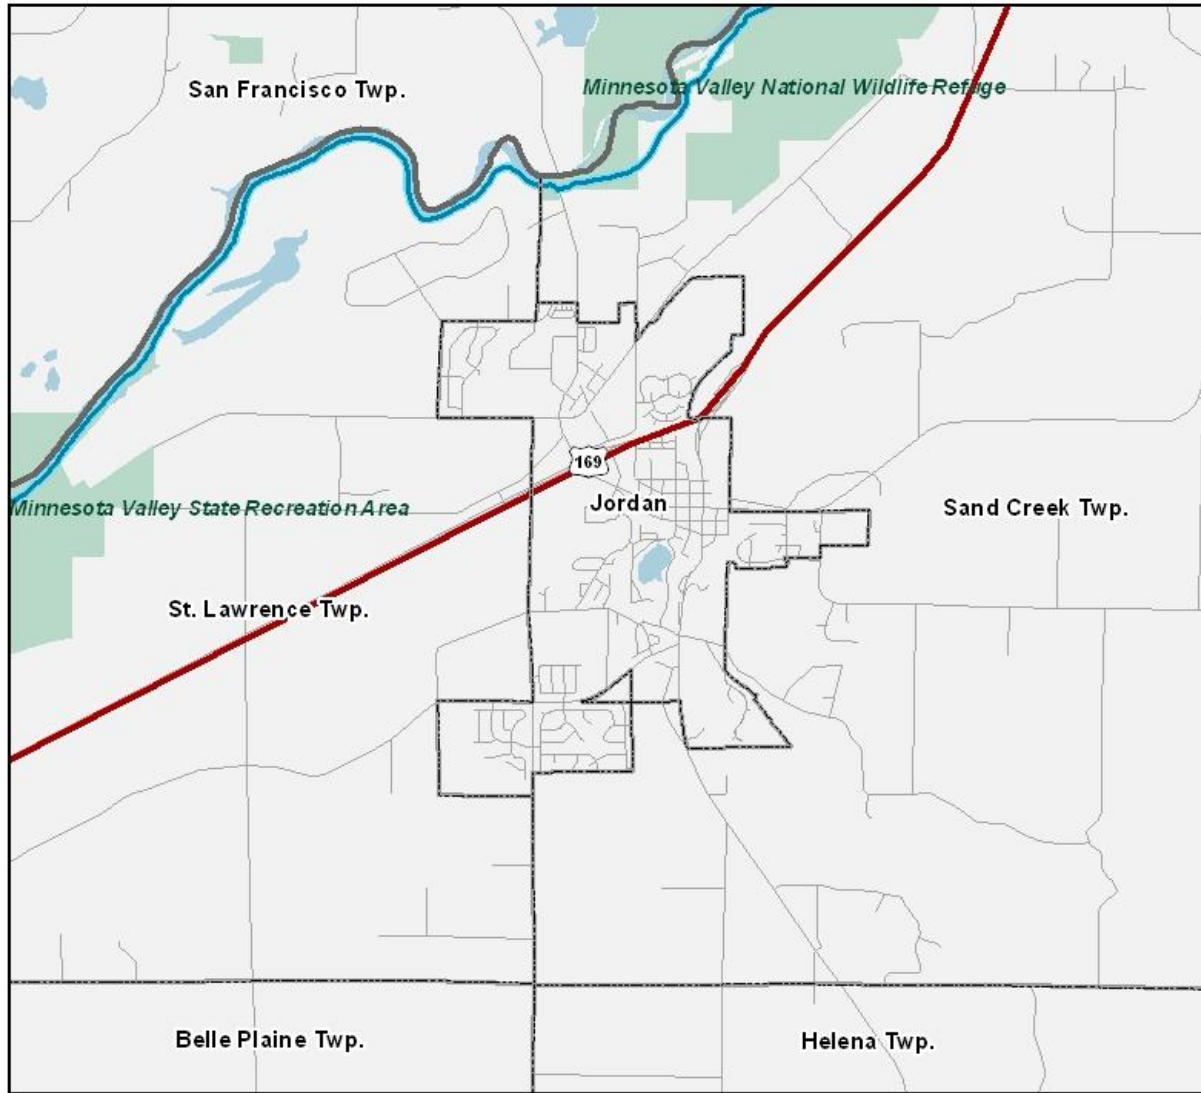 San Francisco Twp.
Minnesota Valley National Wildlife Refuge
169
Jordan
Sand Creek Twp.
Minnesota Valley State Recreation Area
St. Lawrence Twp.
Belle Plaine Twp.
Helena Twp.